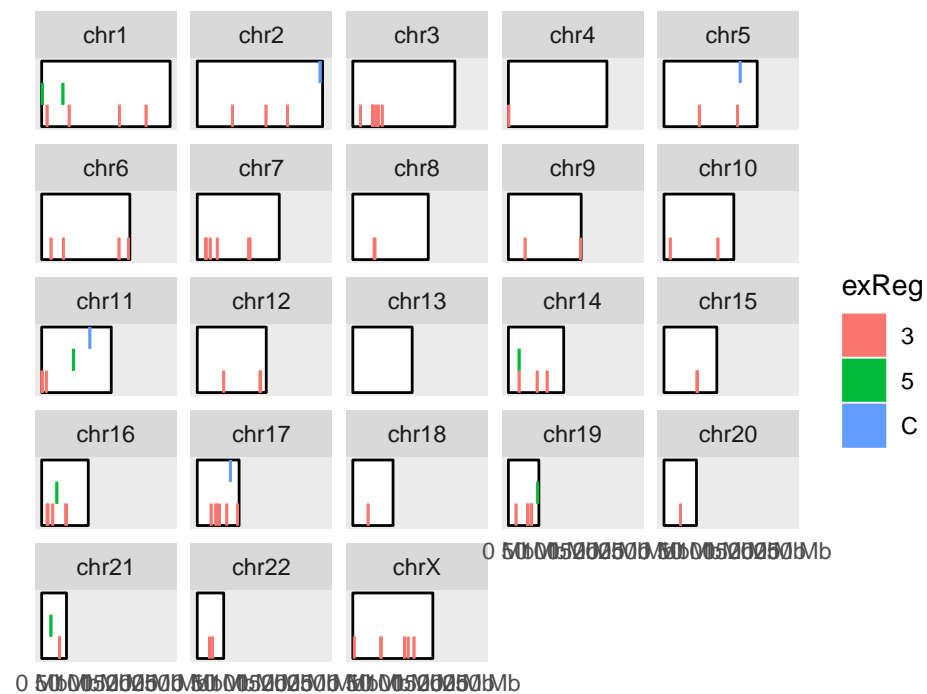 chr1 chr2 chr3 chr4 chr5
chr6 chr7 chr8 chr9 chr10
chr11 chr12 chr13 chr14 chr15
chr16 chr17 chr18 chr19 chr20
chr21 chr22 chrX
exReg
3
5
C